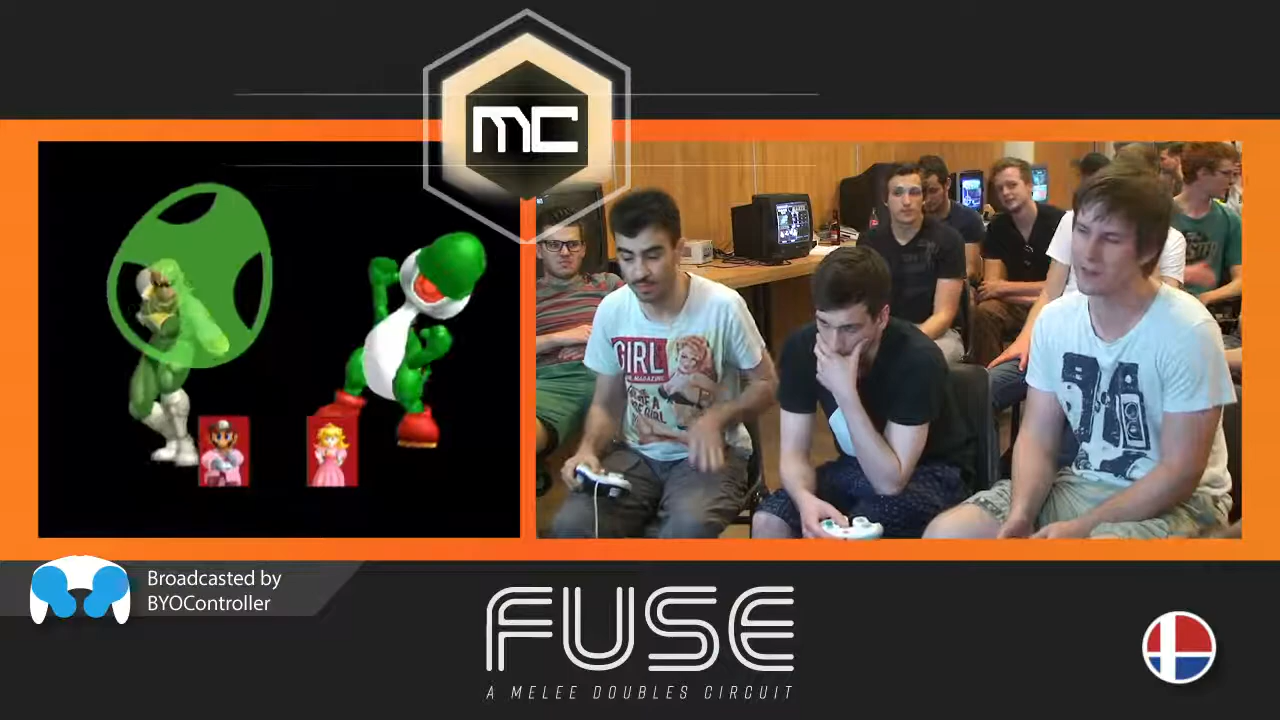 MC
GIRL
Broadcasted by
BYOController
FUSE
A MELEE DOUBLES CIRCUIT